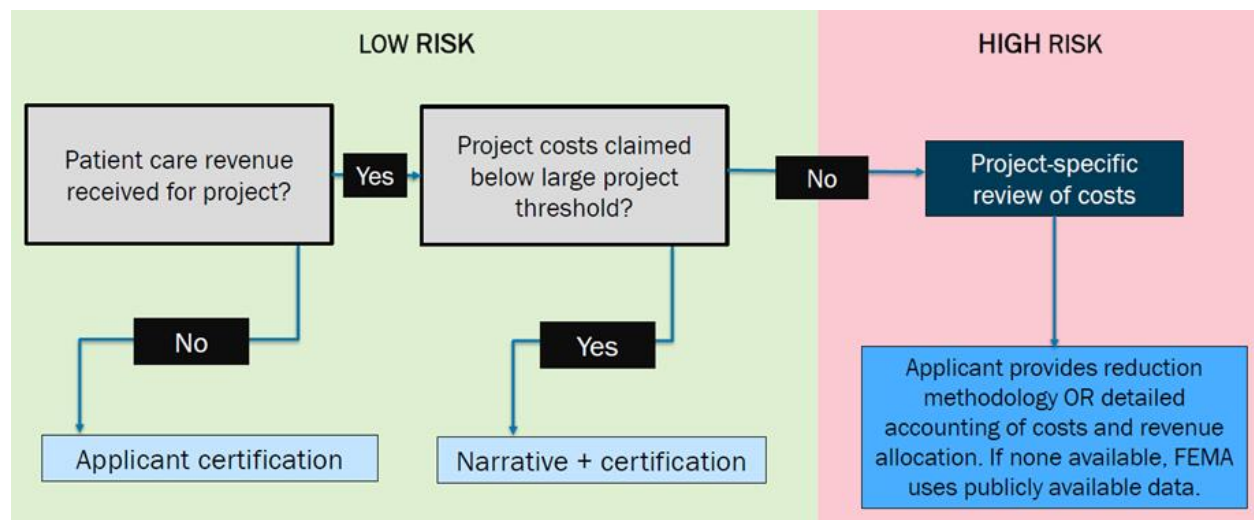 LOW RISK
HIGH RISK
Patient care revenue
received for project?
Yes
Project costs claimed
below large project
threshold?
No
Project-specific
review of costs
No
Yes
Applicant certification
Narrative + certification
Applicant provides reduction
methodology OR detailed
accounting of costs and revenue
allocation. If none available, FEMA
uses publicly available data.